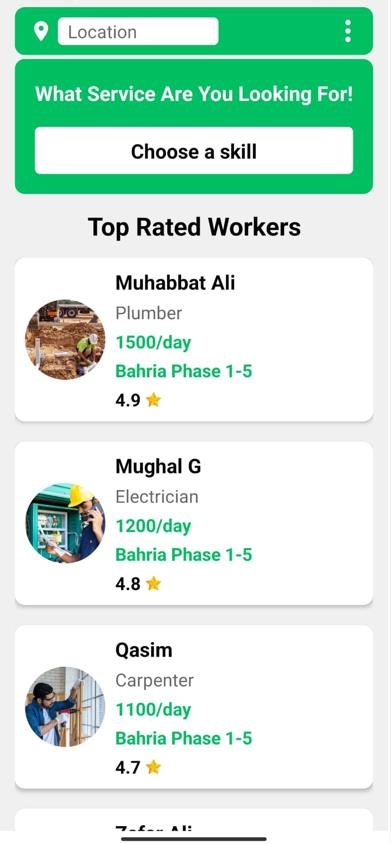 Location
What Service Are You Looking For!
Choose a skill
Top Rated Workers
Muhabbat Ali
Plumber
1500/day
Bahria Phase 1-5
4.9
Mughal G
Electrician
1200/day
Bahria Phase 1-5
4.8
Qasim
Carpenter
1100/day
Bahria Phase 1-5
4.7
Zafar Ali